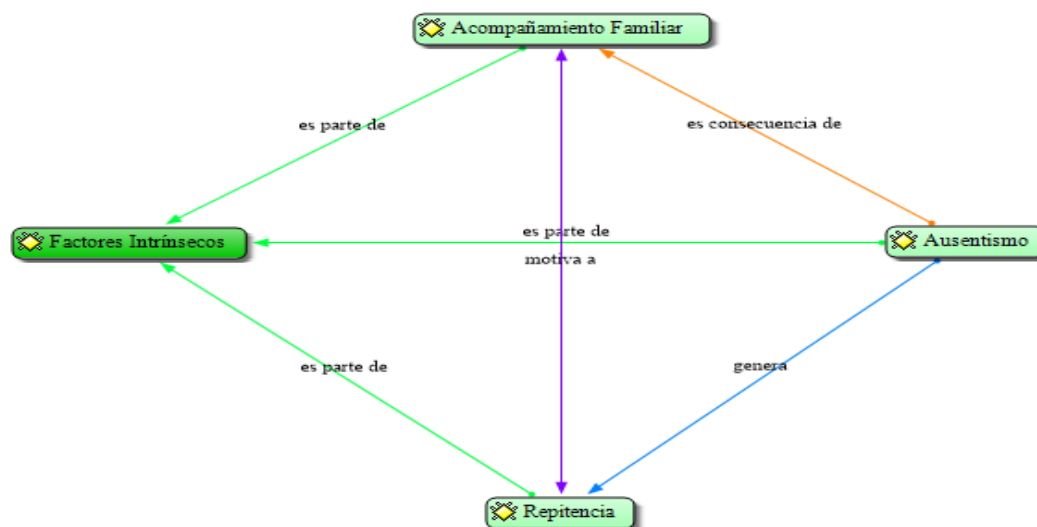 Acompañamiento Familiar
es parte de
es consecuencia de
Factores Intrínsecos
es parte de
motiva a
Ausentismo
es parte de
genera
Repitencia